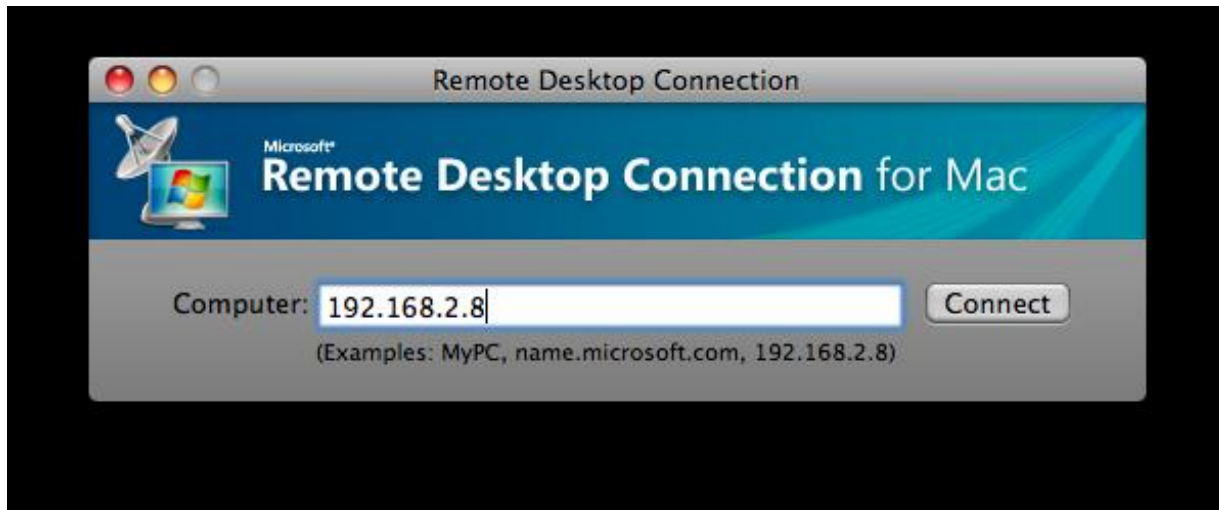 Remote Desktop Connection
Microsoft®
Remote Desktop Connection for Mac
Computer: 192.168.2.8 Connect
(Examples: MyPC, name.microsoft.com, 192.168.2.8)